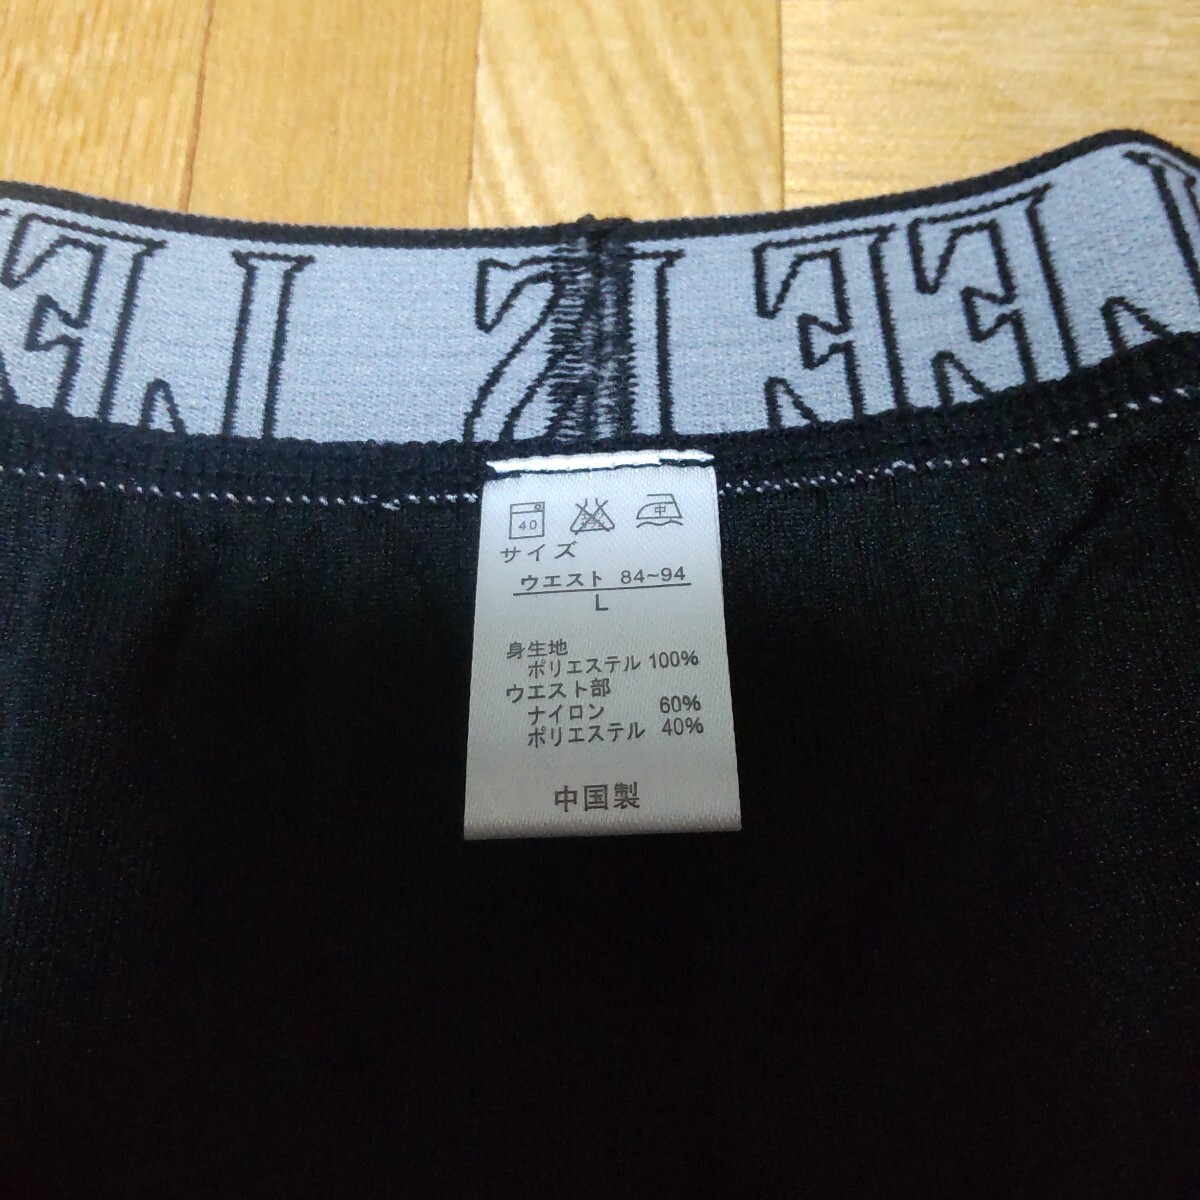 40 中
サイズ
ウエスト 84~94
L
身生地
ポリエステル 100%
ウエスト部
ナイロン 60%
ポリエステル 40%
中国製